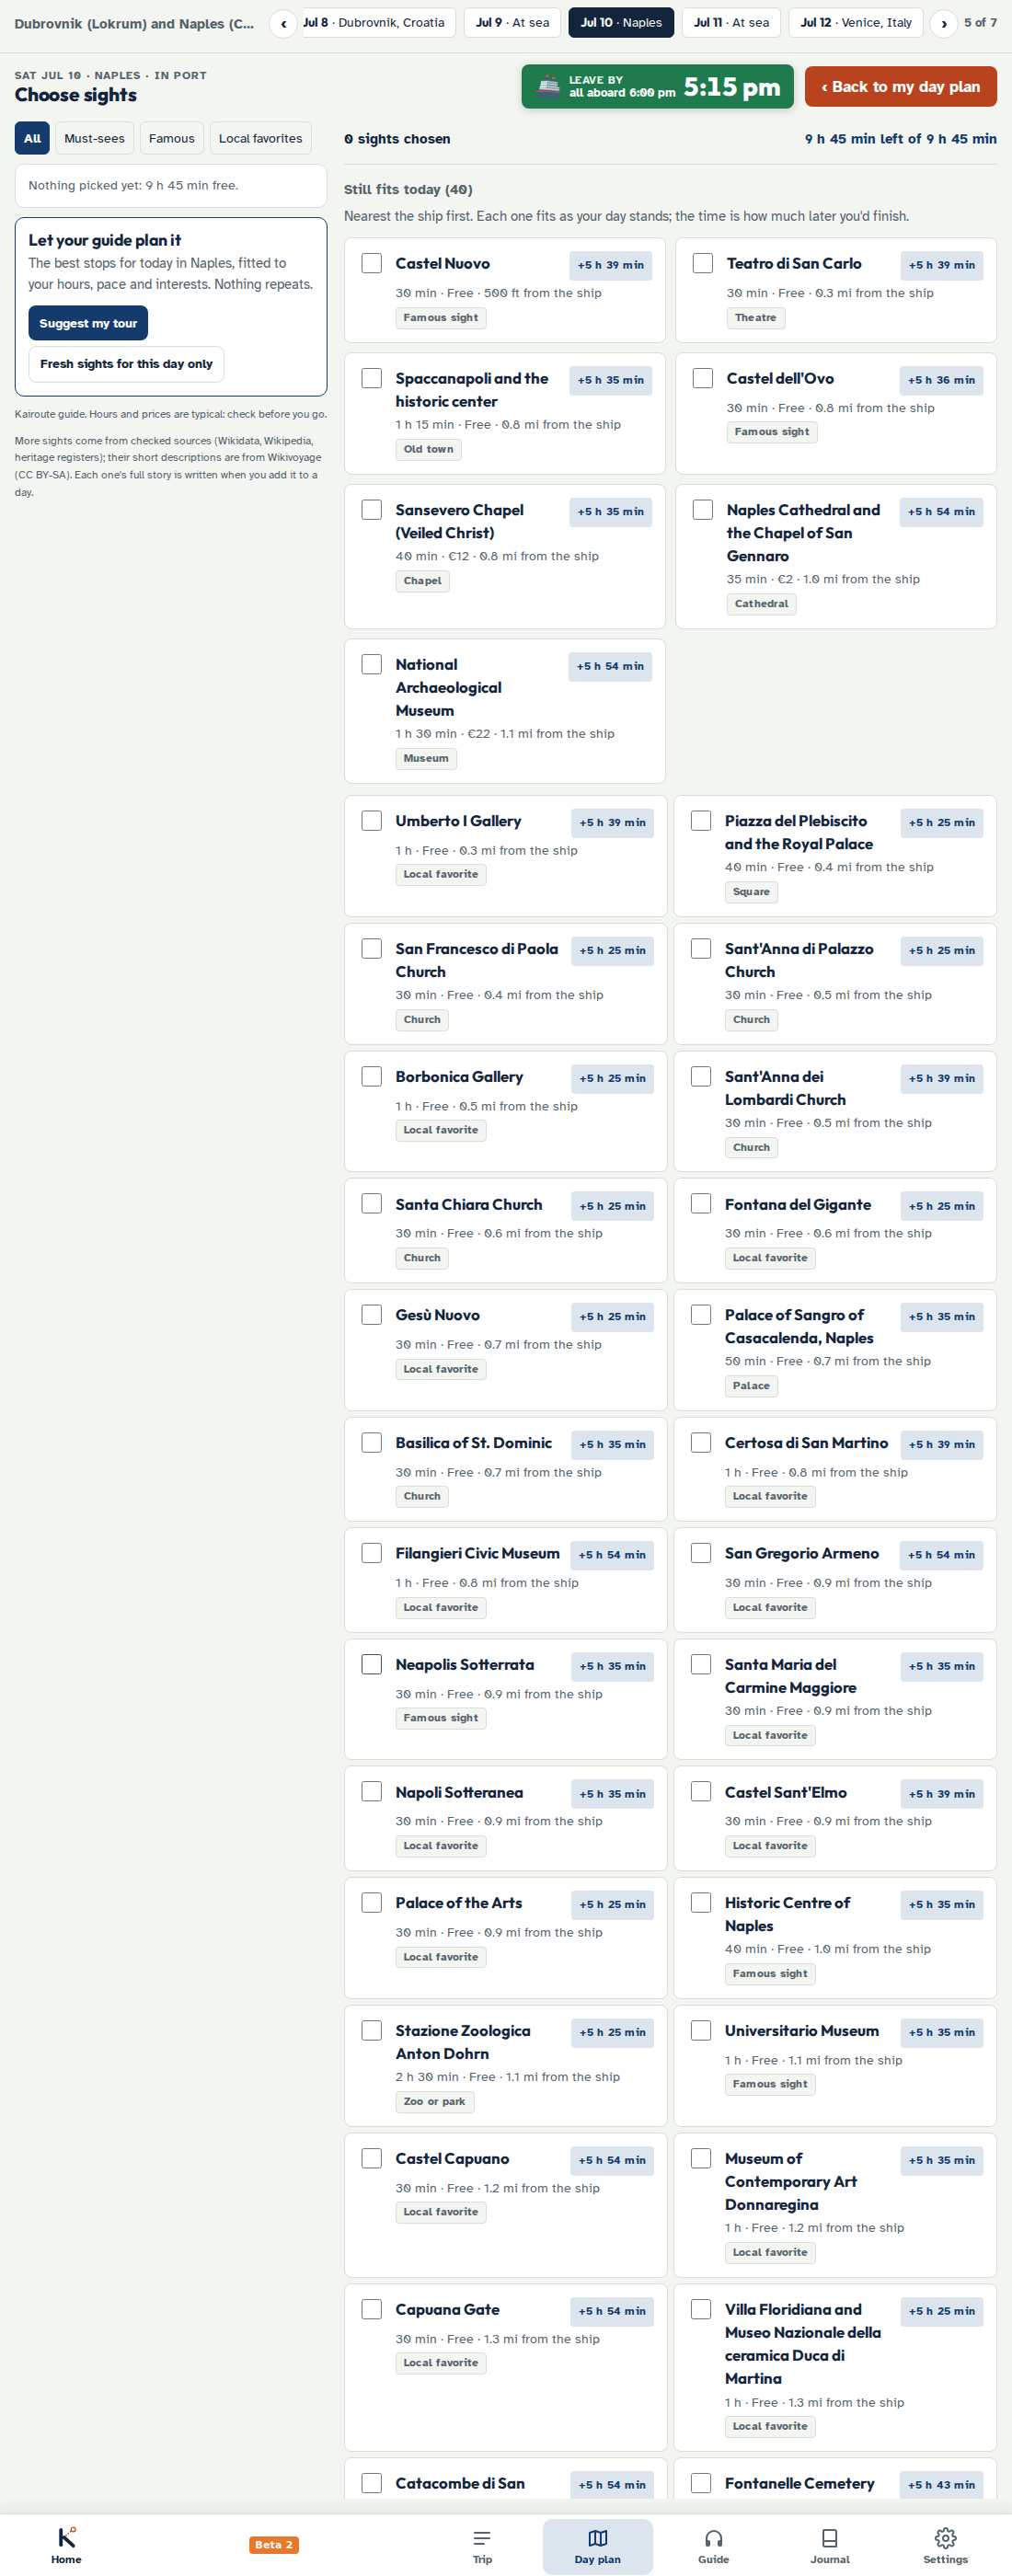 Dubrovnik (Lokrum) and Naples (C...
‹
Jul 8 · Dubrovnik, Croatia
Jul 9 · At sea
Jul 10 · Naples
Jul 11 · At sea
Jul 12 · Venice, Italy
›
5 of 7
SAT JUL 10 · NAPLES · IN PORT
Choose sights
LEAVE BY
all aboard 6:00 pm
5:15 pm
‹ Back to my day plan
All
Must-sees
Famous
Local favorites
Nothing picked yet: 9 h 45 min free.
Let your guide plan it
The best stops for today in Naples, fitted to
your hours, pace and interests. Nothing repeats.
Suggest my tour
Fresh sights for this day only
Kairoute guide. Hours and prices are typical: check before you go.
More sights come from checked sources (Wikidata, Wikipedia,
heritage registers); their short descriptions are from Wikivoyage
(CC BY-SA). Each one's full story is written when you add it to a
day.
0 sights chosen
9 h 45 min left of 9 h 45 min
Still fits today (40)
Nearest the ship first. Each one fits as your day stands; the time is how much later you'd finish.
Castel Nuovo
+5 h 39 min
30 min · Free · 500 ft from the ship
Famous sight
Teatro di San Carlo
+5 h 39 min
30 min · Free · 0.3 mi from the ship
Theatre
Spaccanapoli and the
historic center
+5 h 35 min
1 h 15 min · Free · 0.8 mi from the ship
Old town
Castel dell'Ovo
+5 h 36 min
30 min · Free · 0.8 mi from the ship
Famous sight
Sansevero Chapel
(Veiled Christ)
+5 h 35 min
40 min · €12 · 0.8 mi from the ship
Chapel
Naples Cathedral and
the Chapel of San
Gennaro
+5 h 54 min
35 min · €2 · 1.0 mi from the ship
Cathedral
National
Archaeological
Museum
+5 h 54 min
1 h 30 min · €22 · 1.1 mi from the ship
Museum
Umberto I Gallery
+5 h 39 min
1 h · Free · 0.3 mi from the ship
Local favorite
Piazza del Plebiscito
and the Royal Palace
+5 h 25 min
40 min · Free · 0.4 mi from the ship
Square
San Francesco di Paola
Church
+5 h 25 min
30 min · Free · 0.4 mi from the ship
Church
Sant'Anna di Palazzo
Church
+5 h 25 min
30 min · Free · 0.5 mi from the ship
Church
Borbonica Gallery
+5 h 25 min
1 h · Free · 0.5 mi from the ship
Local favorite
Sant'Anna dei
Lombardi Church
+5 h 39 min
30 min · Free · 0.5 mi from the ship
Church
Santa Chiara Church
+5 h 25 min
30 min · Free · 0.6 mi from the ship
Church
Fontana del Gigante
+5 h 25 min
30 min · Free · 0.6 mi from the ship
Local favorite
Gesù Nuovo
+5 h 25 min
30 min · Free · 0.7 mi from the ship
Local favorite
Palace of Sangro of
Casacalenda, Naples
+5 h 35 min
50 min · Free · 0.7 mi from the ship
Palace
Basilica of St. Dominic
+5 h 35 min
30 min · Free · 0.7 mi from the ship
Church
Certosa di San Martino
+5 h 39 min
1 h · Free · 0.8 mi from the ship
Local favorite
Filangieri Civic Museum
+5 h 54 min
1 h · Free · 0.8 mi from the ship
Local favorite
San Gregorio Armeno
+5 h 54 min
30 min · Free · 0.9 mi from the ship
Local favorite
Neapolis Sotterrata
+5 h 35 min
30 min · Free · 0.9 mi from the ship
Famous sight
Santa Maria del
Carmine Maggiore
+5 h 35 min
30 min · Free · 0.9 mi from the ship
Local favorite
Napoli Sotteranea
+5 h 35 min
30 min · Free · 0.9 mi from the ship
Local favorite
Castel Sant'Elmo
+5 h 39 min
30 min · Free · 0.9 mi from the ship
Local favorite
Palace of the Arts
+5 h 25 min
30 min · Free · 0.9 mi from the ship
Local favorite
Historic Centre of
Naples
+5 h 35 min
40 min · Free · 1.0 mi from the ship
Famous sight
Stazione Zoologica
Anton Dohrn
+5 h 25 min
2 h 30 min · Free · 1.1 mi from the ship
Zoo or park
Universitario Museum
+5 h 35 min
1 h · Free · 1.1 mi from the ship
Famous sight
Castel Capuano
+5 h 54 min
30 min · Free · 1.2 mi from the ship
Local favorite
Museum of
Contemporary Art
Donnaregina
+5 h 35 min
1 h · Free · 1.2 mi from the ship
Local favorite
Capuana Gate
+5 h 54 min
30 min · Free · 1.3 mi from the ship
Local favorite
Villa Floridiana and
Museo Nazionale della
ceramica Duca di
Martina
+5 h 25 min
1 h · Free · 1.3 mi from the ship
Local favorite
Catacombe di San
+5 h 54 min
Fontanelle Cemetery
+5 h 43 min
Home
Beta 2
Trip
Day plan
Guide
Journal
Settings